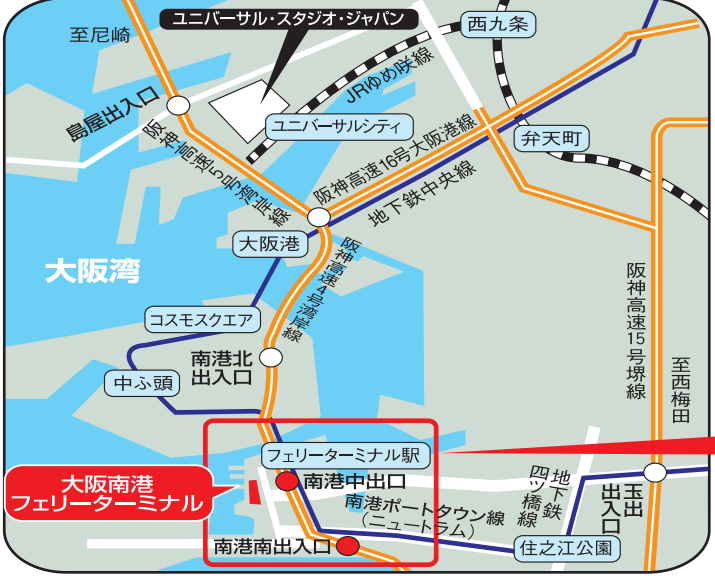 ユニバーサル・スタジオ・ジャパン
至尼崎
西九条
JRゆめ咲線
島屋出入口
ユニバーサルシティ
阪神高速5号湾岸線
阪神高速16号大阪港線
弁天町
地下鉄中央線
大阪港
大阪湾
阪神高速4号湾岸線
阪神高速15号堺線
コスモスクエア
南港北
出入口
至西梅田
中ふ頭
フェリーターミナル駅
大阪南港
フェリーターミナル
南港中出口
地下鉄
四ツ橋線
玉出
出入口
南港ポートタウン線
(ニュートラム)
南港南出入口
住之江公園